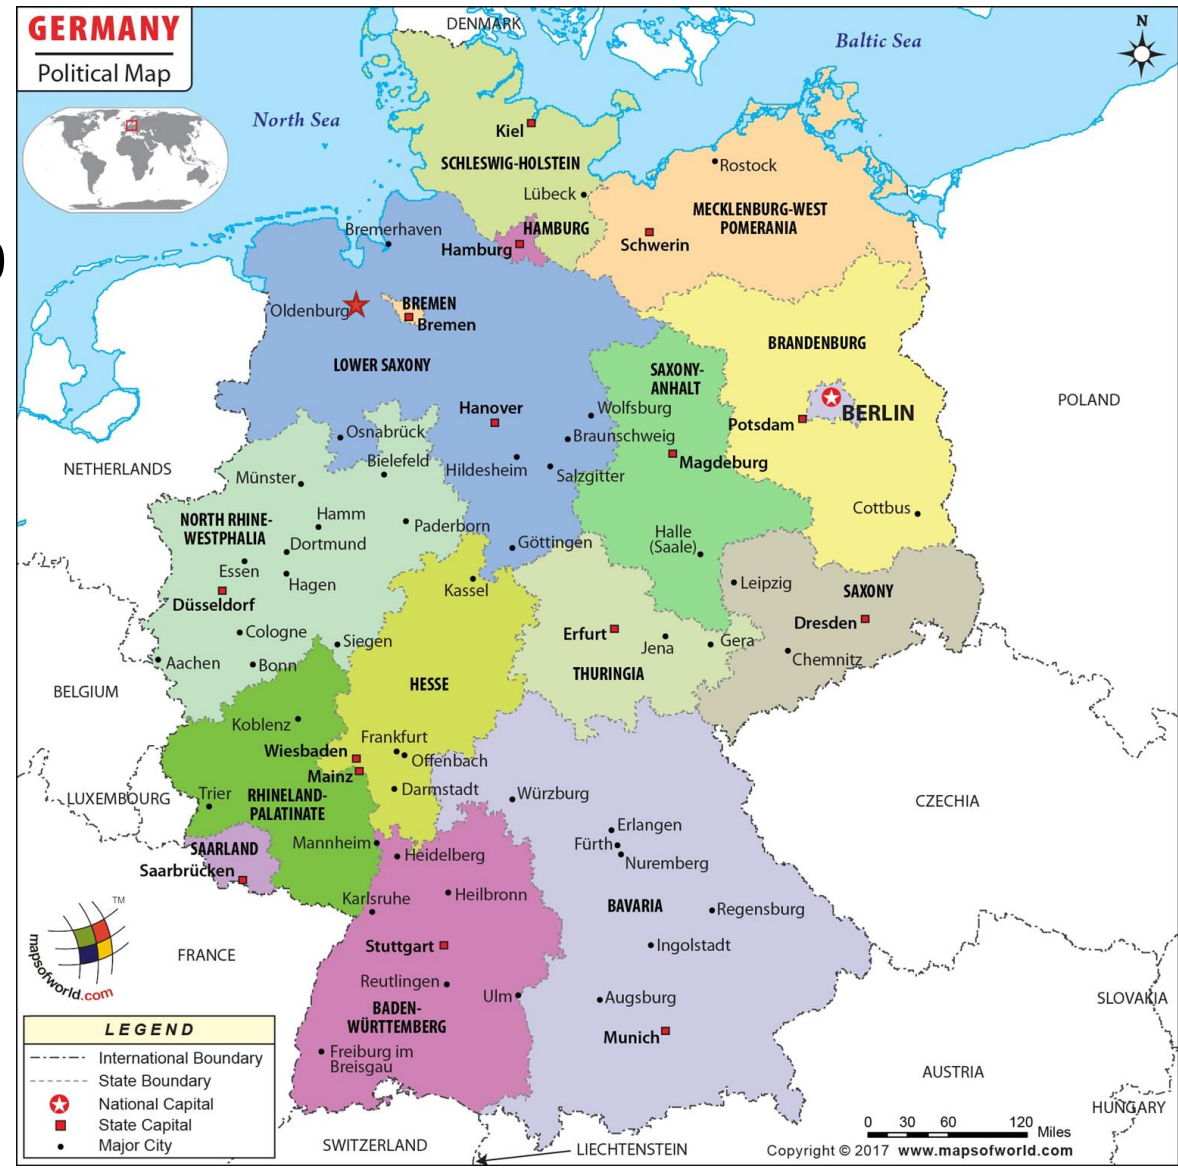 GERMANY
Political Map
N
DENMARK
Baltic Sea
North Sea
Kiel
SCHLESWIG-HOLSTEIN
Rostock
Lübeck
MECKLENBURG-WEST
POMERANIA
HAMBURG
Hamburg
Bremerhaven
Schwerin
Oldenburg
BREMEN
Bremen
BRANDENBURG
LOWER SAXONY
SAXONY-
ANHALT
POLAND
Hanover
Wolfsburg
BERLIN
Potsdam
Osnabrück
Braunschweig
NETHERLANDS
Bielefeld
Hildesheim
Magdeburg
Münster
Salzgitter
Cottbus
NORTH RHINE-
WESTPHALIA
Hamm
Paderborn
Dortmund
Göttingen
Halle
(Saale)
Essen
Hagen
Kassel
Leipzig
SAXONY
Düsseldorf
Dresden
Cologne
Siegen
Erfurt
Jena
Gera
Aachen
Bonn
Chemnitz
THURINGIA
BELGIUM
HESSE
Koblenz
Frankfurt
Wiesbaden
Offenbach
Mainz
LUXEMBOURG
Trier
RHINELAND-
PALATINATE
Darmstadt
Würzburg
CZECHIA
Erlangen
Fürth
Nuremberg
SAARLAND
Mannheim
Heidelberg
Saarbrücken
Karlsruhe
Heilbronn
BAVARIA
Regensburg
TM
mapsofworld.com
FRANCE
Stuttgart
Ingolstadt
Reutlingen
Ulm
Augsburg
SLOVAKIA
BADEN-
WÜRTTEMBERG
Munich
Freiburg im
Breisgau
AUSTRIA
HUNGARY
LEGEND
International Boundary
State Boundary
National Capital
State Capital
Major City
SWITZERLAND
LIECHTENSTEIN
0 30 60 120 Miles
Copyright © 2017 www.mapsofworld.com